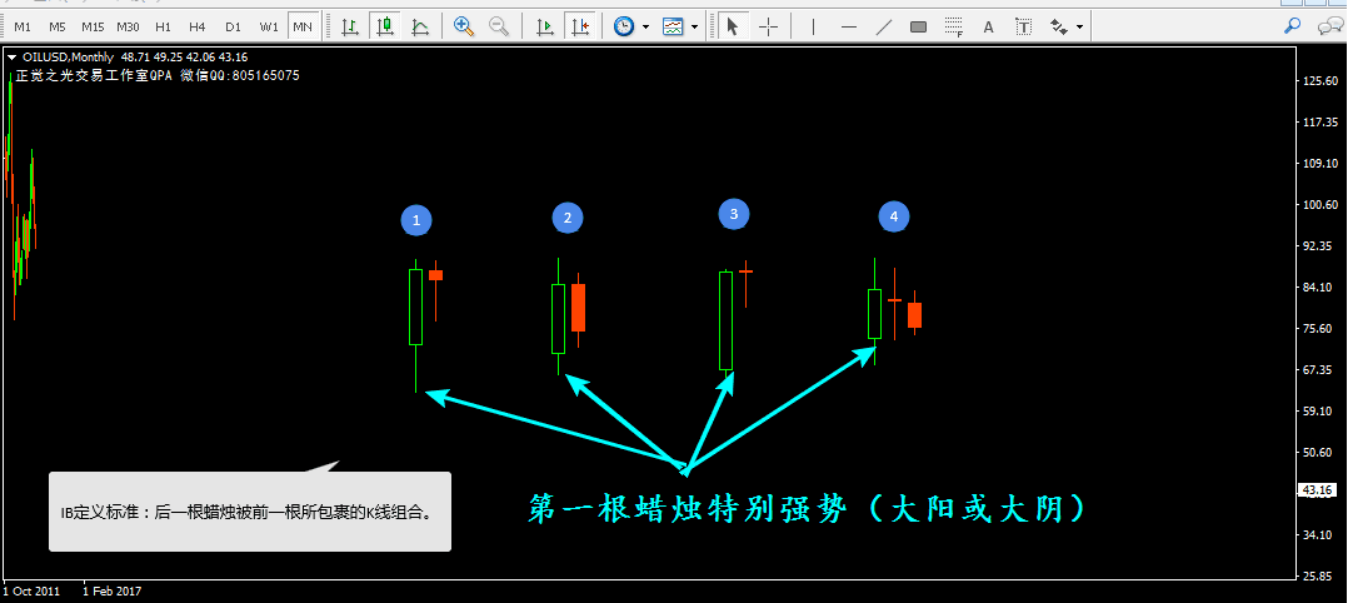 M1 M5 M15 M30 H1 H4 D1 W1 MN
A T
OILUSD,Monthly 48.71 49.25 42.06 43.16
正觉之光交易工作室QPA 微信QQ:805165075
1 2 3 4
IB定义标准：后一根蜡烛被前一根所包裹的K线组合。
第一根蜡烛特别强势（大阳或大阴）
125.60
117.35
109.10
100.60
92.35
84.10
75.60
67.35
59.10
50.60
43.16
34.10
25.85
1 Oct 2011 1 Feb 2017